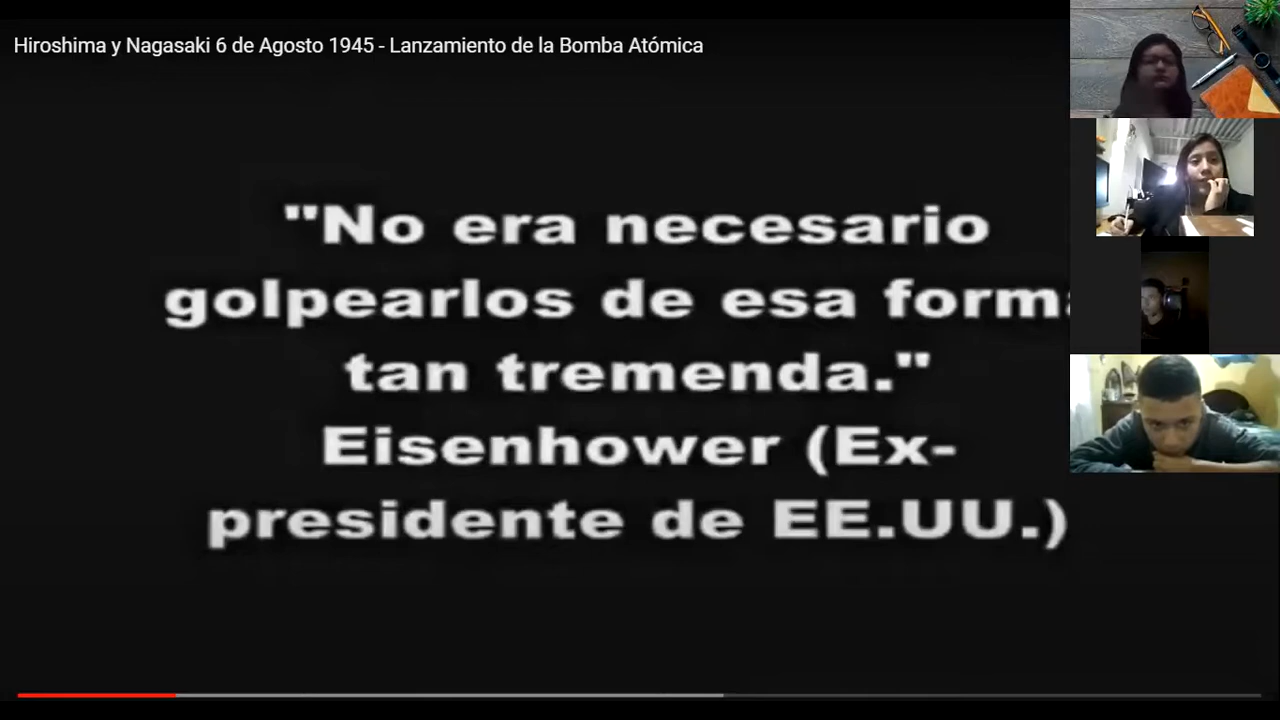 Hiroshima y Nagasaki 6 de Agosto 1945 - Lanzamiento de la Bomba Atómica
"No era necesario
golpearlos de esa forma
tan tremenda."
Eisenhower (Ex-
presidente de EE.UU.)